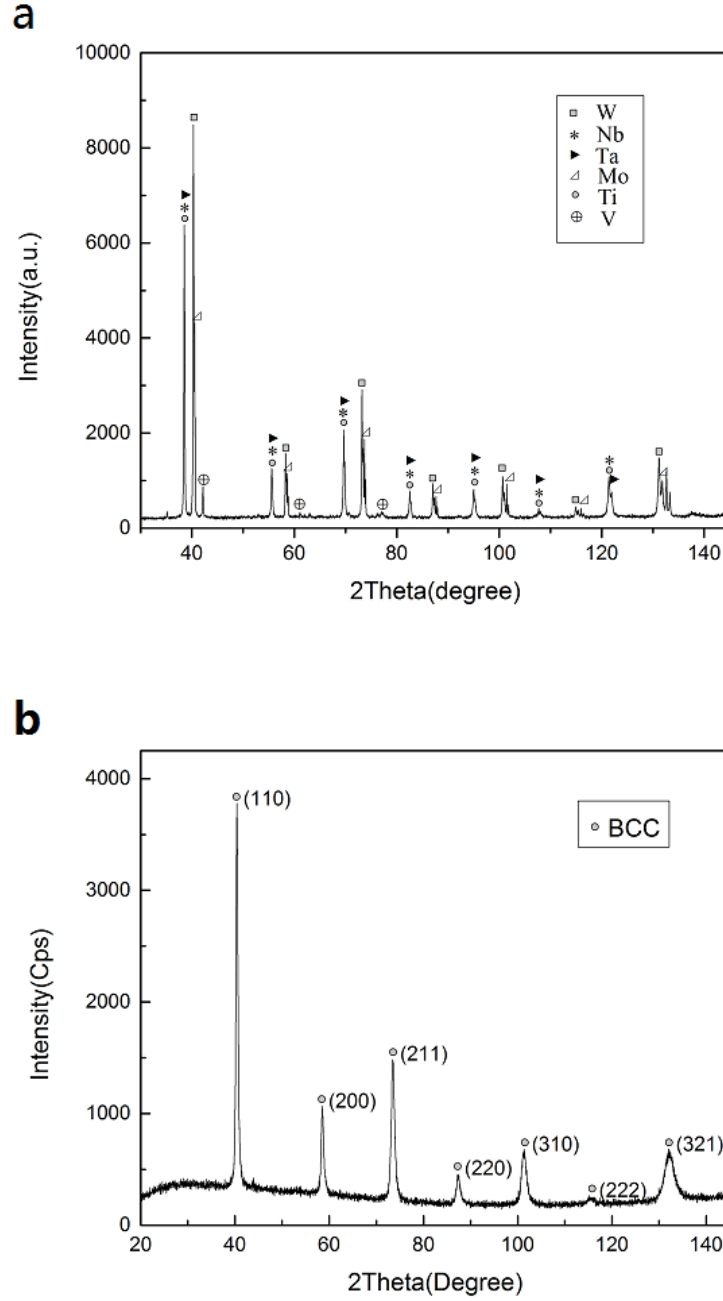 a
10000
8000
6000
4000
2000
0
Intensity(a.u.)
W
Nb
Ta
Mo
Ti
V
40 60 80 100 120 140
2Theta(degree)
b
4000
3000
2000
1000
0
Intensity(Cps)
BCC
(110)
(200)
(211)
(220)
(310)
(222)
(321)
20 40 60 80 100 120 140
2Theta(Degree)